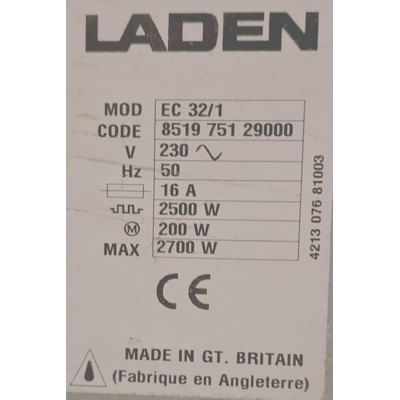 LADEN
MOD EC 32/1
CODE 8519 751 29000
V 230
Hz 50
16 A
2500 W
M 200 W
MAX 2700 W
4213 076 81003
CE
MADE IN GT. BRITAIN
(Fabrique en Angleterre)